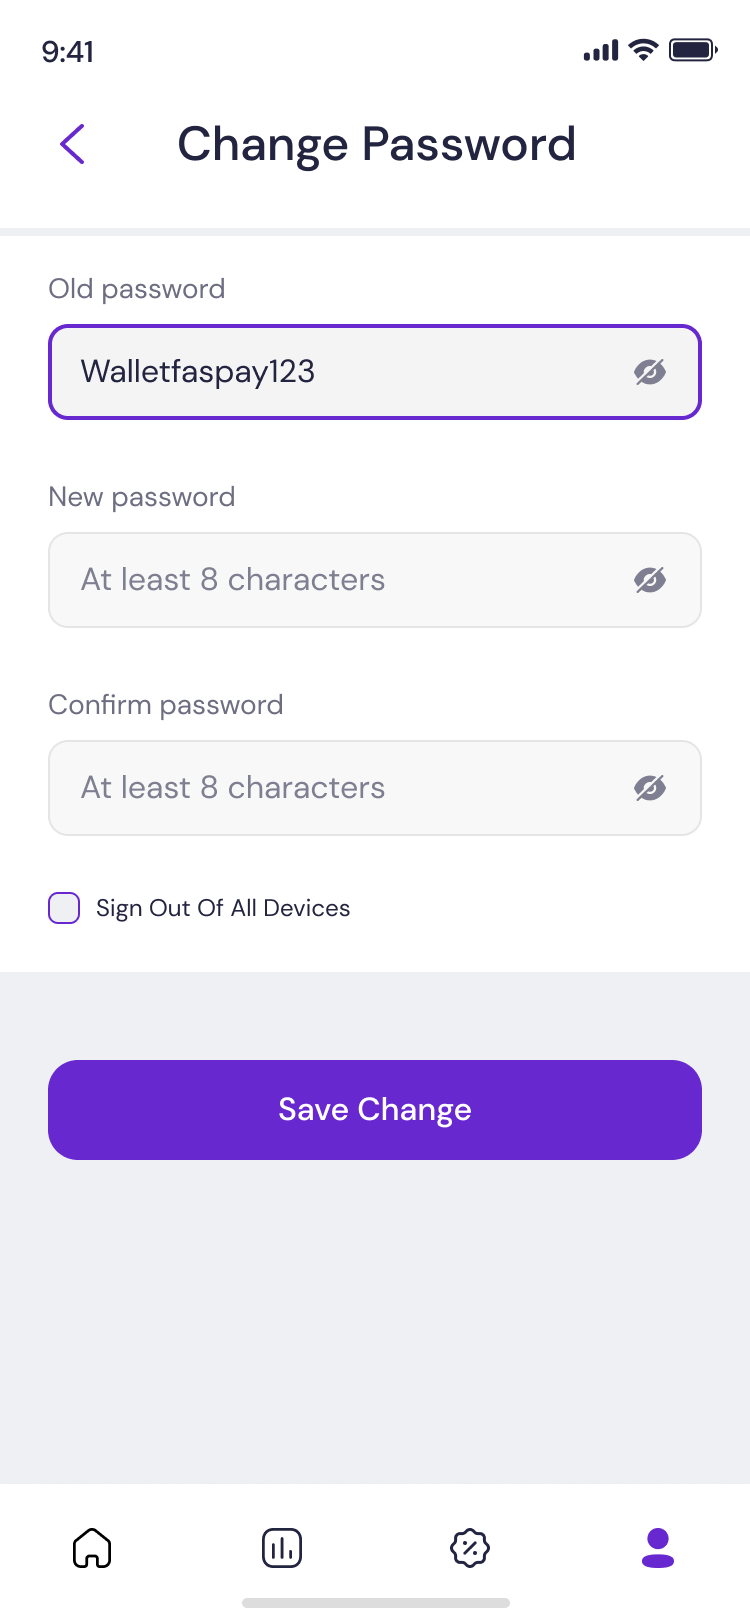 9:41
Change Password
Old password
Walletfaspay123
New password
At least 8 characters
Confirm password
At least 8 characters
Sign Out Of All Devices
Save Change